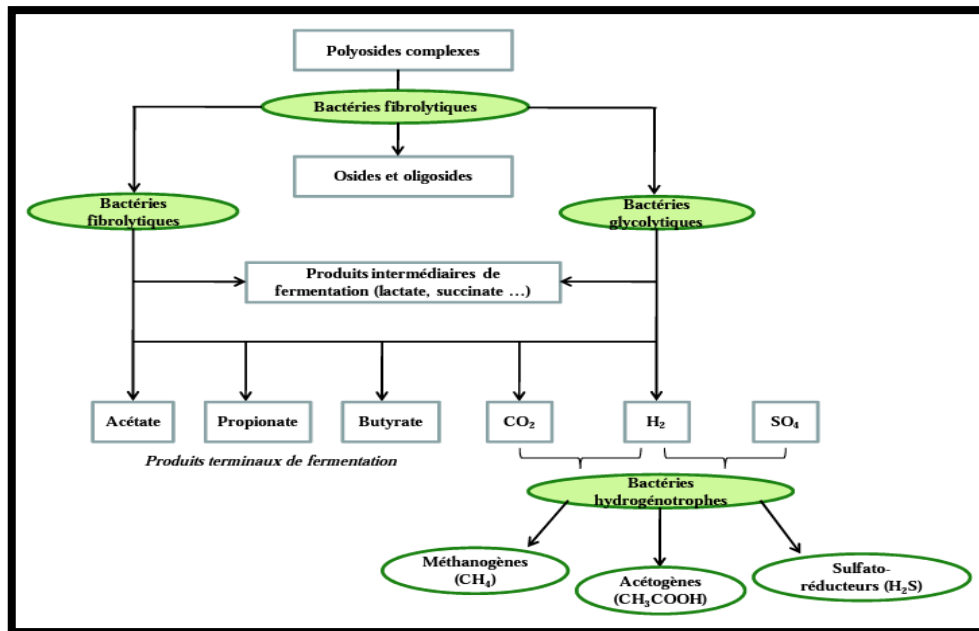 Polyosides complexes
Bactéries fibrolytiques
Osides et oligosides
Bactéries
fibrolytiques
Bactéries
glycolytiques
Produits intermédiaires de
fermentation (lactate, succinate ...)
Acétate
Propionate
Butyrate
CO₂
H₂
SO₄
Produits terminaux de fermentation
Bactéries
hydrogénotrophes
Méthanogènes
(CH₄)
Acétogènes
(CH₃COOH)
Sulfato-
réducteurs (H₂S)